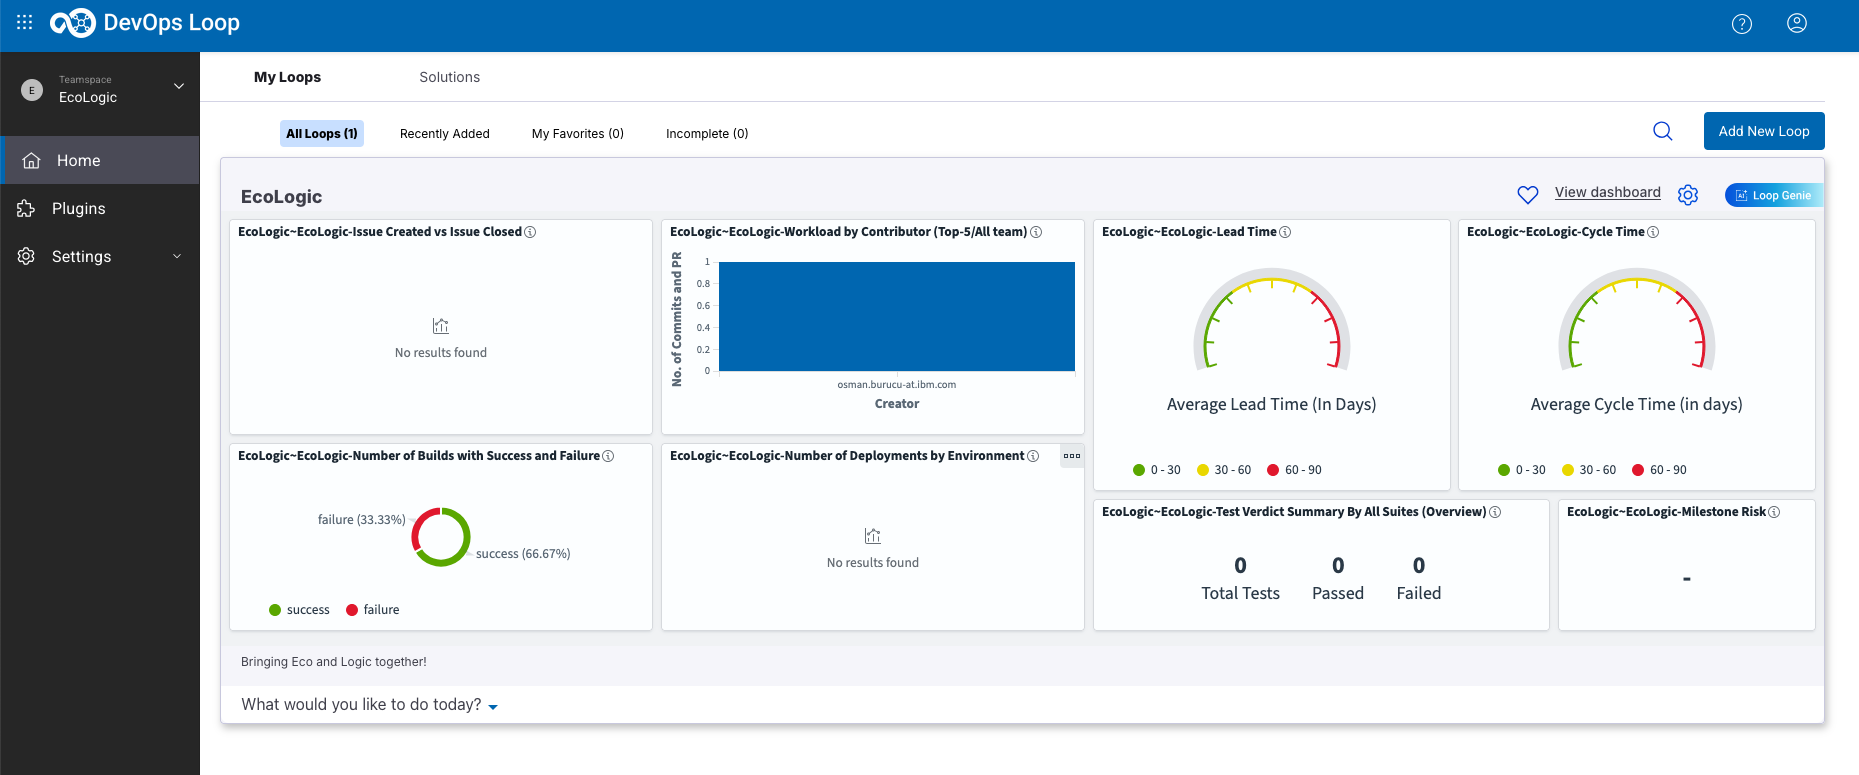 DevOps Loop
?
E
Teamspace
EcoLogic
Home
Plugins
Settings
My Loops
Solutions
All Loops (1)
Recently Added
My Favorites (0)
Incomplete (0)
Add New Loop
EcoLogic
View dashboard
Loop Genie
EcoLogic~EcoLogic-Issue Created vs Issue Closed
No results found
EcoLogic~EcoLogic-Workload by Contributor (Top-5/All team)
No. of Commits and PR
1
0.8
0.6
0.4
0.2
0
osman.burucu-at.ibm.com
Creator
EcoLogic~EcoLogic-Lead Time
Average Lead Time (In Days)
0 - 30
30 - 60
60 - 90
EcoLogic~EcoLogic-Cycle Time
Average Cycle Time (in days)
0 - 30
30 - 60
60 - 90
EcoLogic~EcoLogic-Number of Builds with Success and Failure
failure (33.33%)
success (66.67%)
success
failure
EcoLogic~EcoLogic-Number of Deployments by Environment
No results found
EcoLogic~EcoLogic-Test Verdict Summary By All Suites (Overview)
0
Total Tests
0
Passed
0
Failed
EcoLogic~EcoLogic-Milestone Risk
-
Bringing Eco and Logic together!
What would you like to do today?